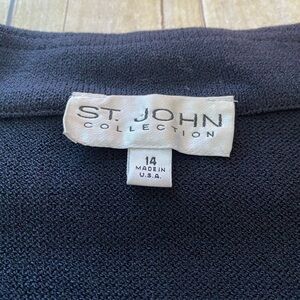 ST. JOHN
COLLECTION
14
MADE IN
U.S.A.